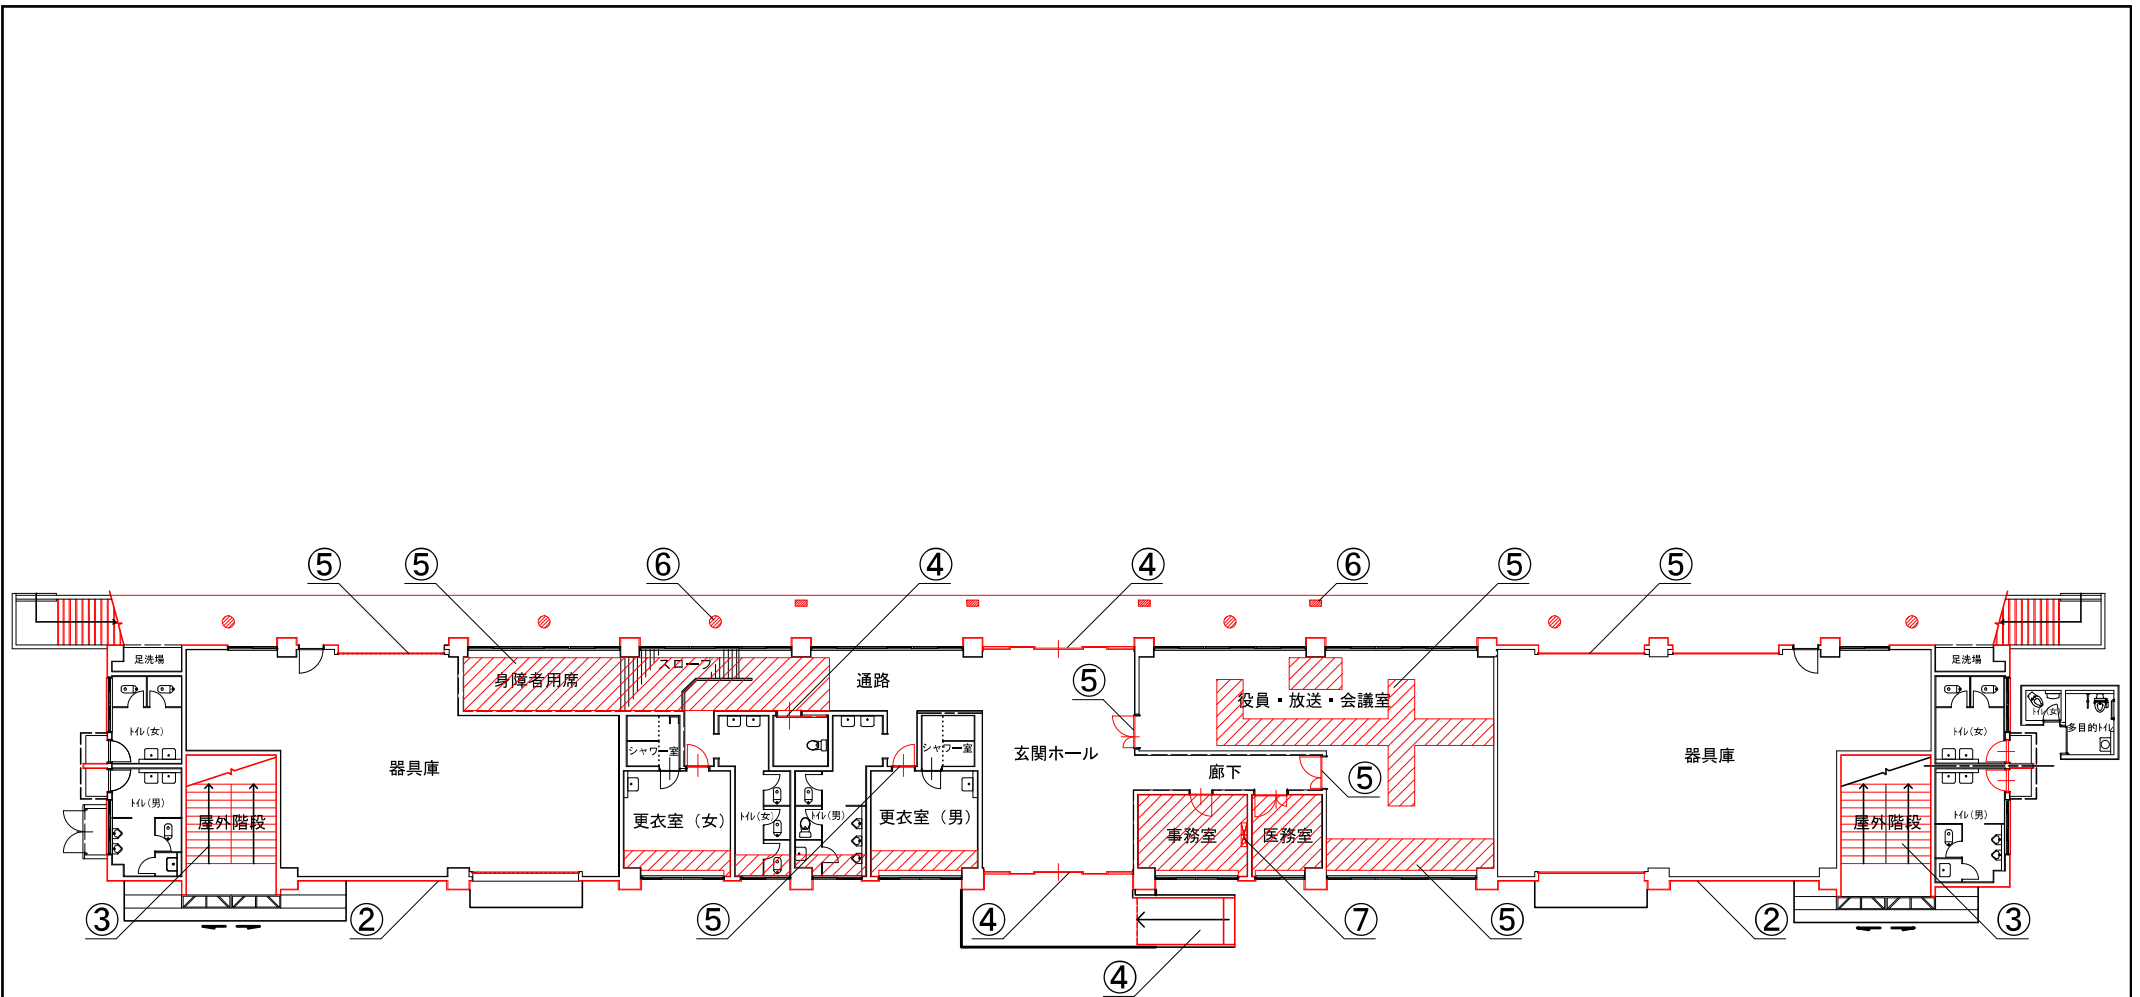 ⑤ ⑤ ⑥ ④ ④ ⑥ ⑤ ⑤
足洗場
スロープ
身障者用席
通路
⑤
役員・放送・会議室
足洗場
トイレ(女)
シャワー室
シャワー室
玄関ホール
トイレ(女)
トイレ(女)
多目的トイレ
器具庫
廊下
⑤
器具庫
トイレ(男)
屋外階段
更衣室（女）
トイレ(女)
トイレ(男)
更衣室（男）
事務室
医務室
屋外階段
トイレ(男)
③ ② ⑤ ④ ⑦ ⑤ ② ③
④